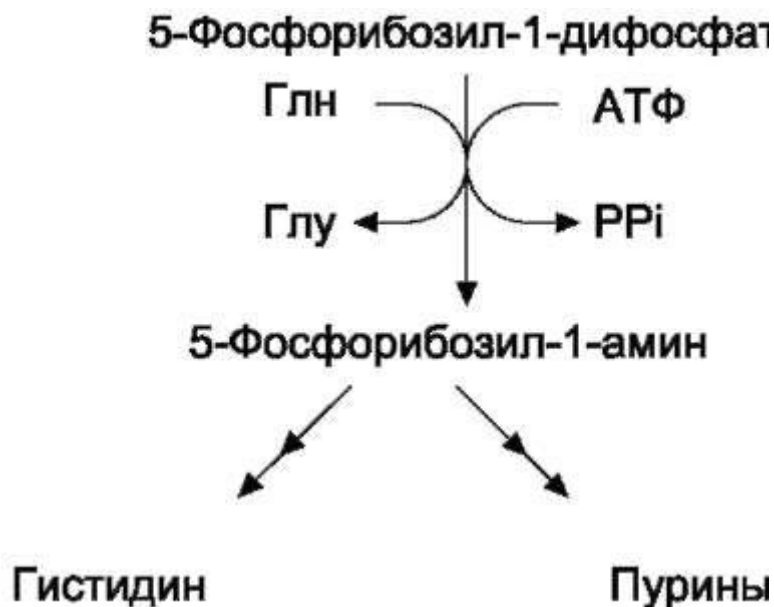 5-Фосфорибозил-1-дифосфат
Глн АТФ
Глу PPi
5-Фосфорибозил-1-амин
Гистидин Пурины